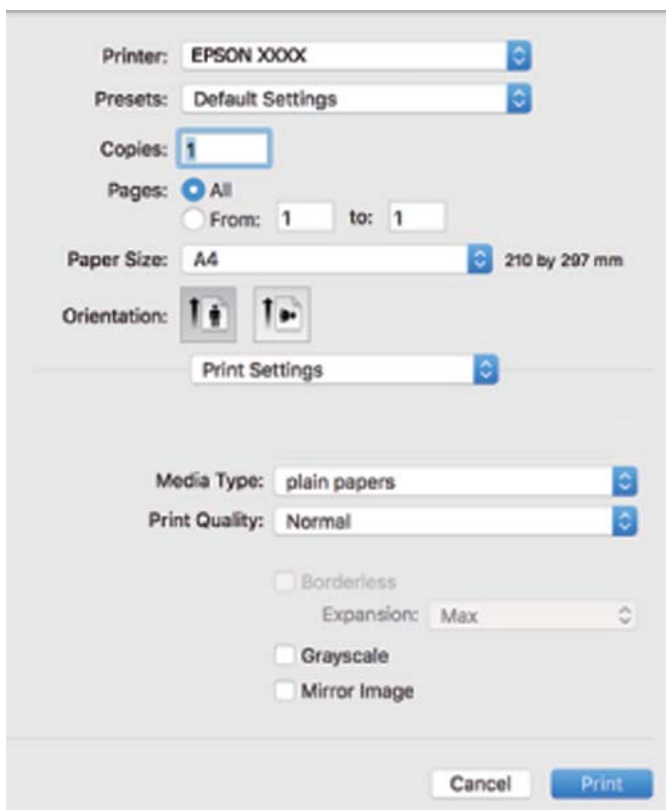 Printer: EPSON XXXX
Presets: Default Settings
Copies: 1
Pages: All
From: 1 to: 1
Paper Size: A4 210 by 297 mm
Orientation:
Print Settings
Media Type: plain papers
Print Quality: Normal
Borderless
Expansion: Max
Grayscale
Mirror Image
Cancel Print